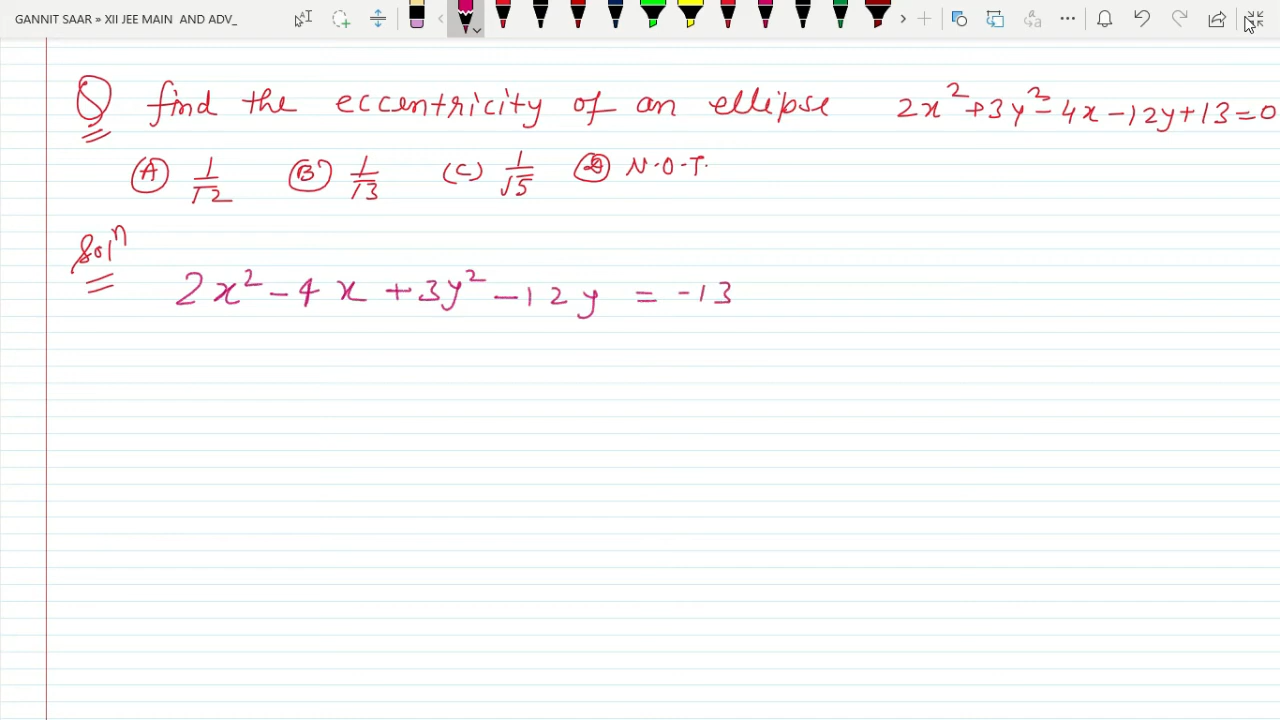 GANNIT SAAR » XII JEE MAIN AND ADV_
Q find the eccentricity of an ellipse 2x²+3y²-4x-12y+13=0
(A) 1/√2 (B) 1/√3 (C) 1/√5 (D) N.O.T.
Solⁿ
2x²-4x+3y²-12y = -13